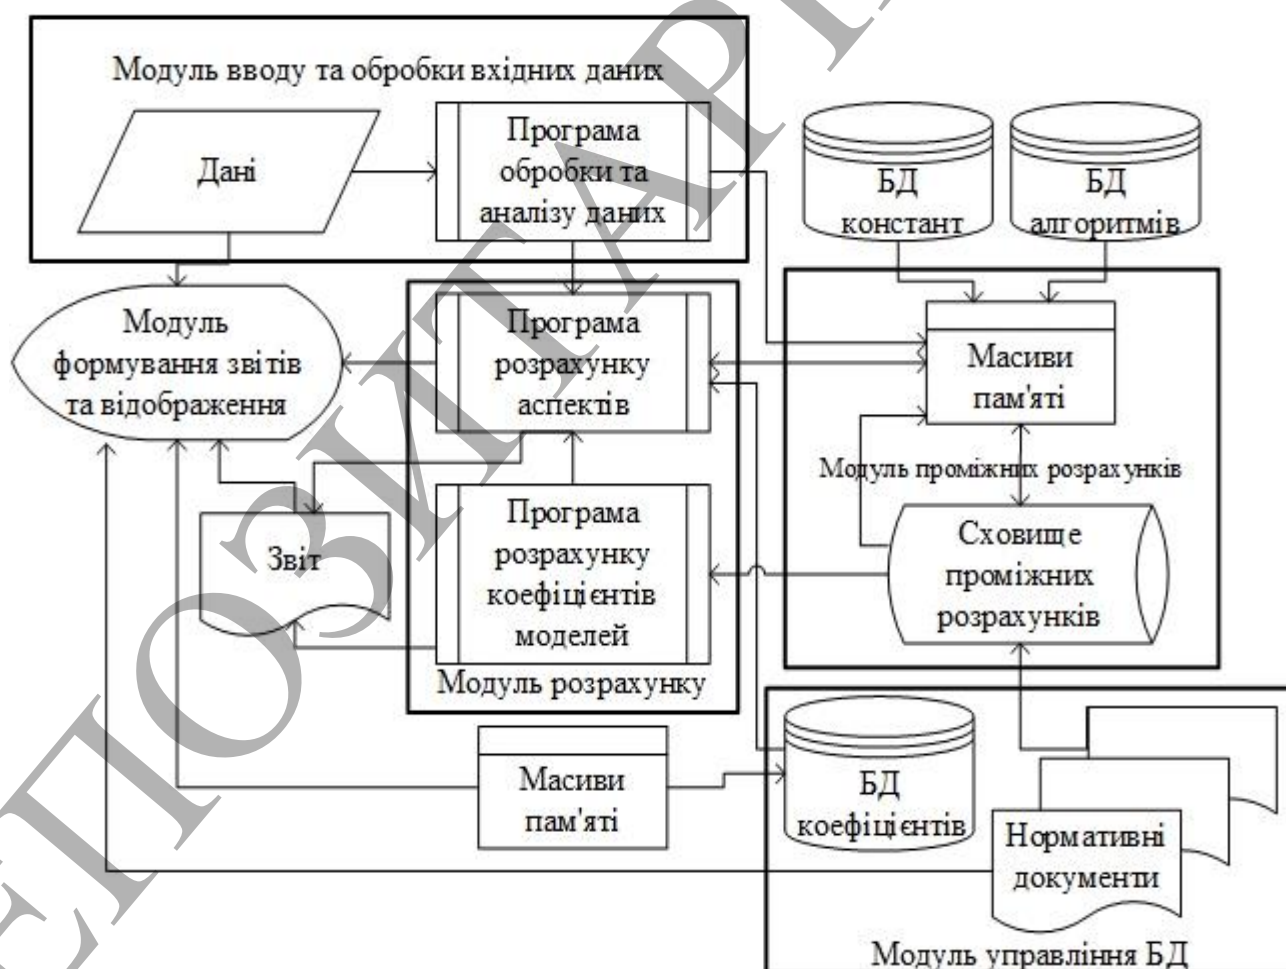 Модуль вводу та обробки вхідних даних
Дані
Програма
обробки та
аналізу даних
БД
констант
БД
алгоритмів
Модуль
формування звітів
та відображення
Програма
розрахунку
аспектів
Масиви
пам'яті
Модуль проміжних розрахунків
Звіт
Програма
розрахунку
коефіцієнтів
моделей
Модуль розрахунку
Сховище
проміжних
розрахунків
Масиви
пам'яті
БД
коефіцієнтів
Нормативні
документи
Модуль управління БД